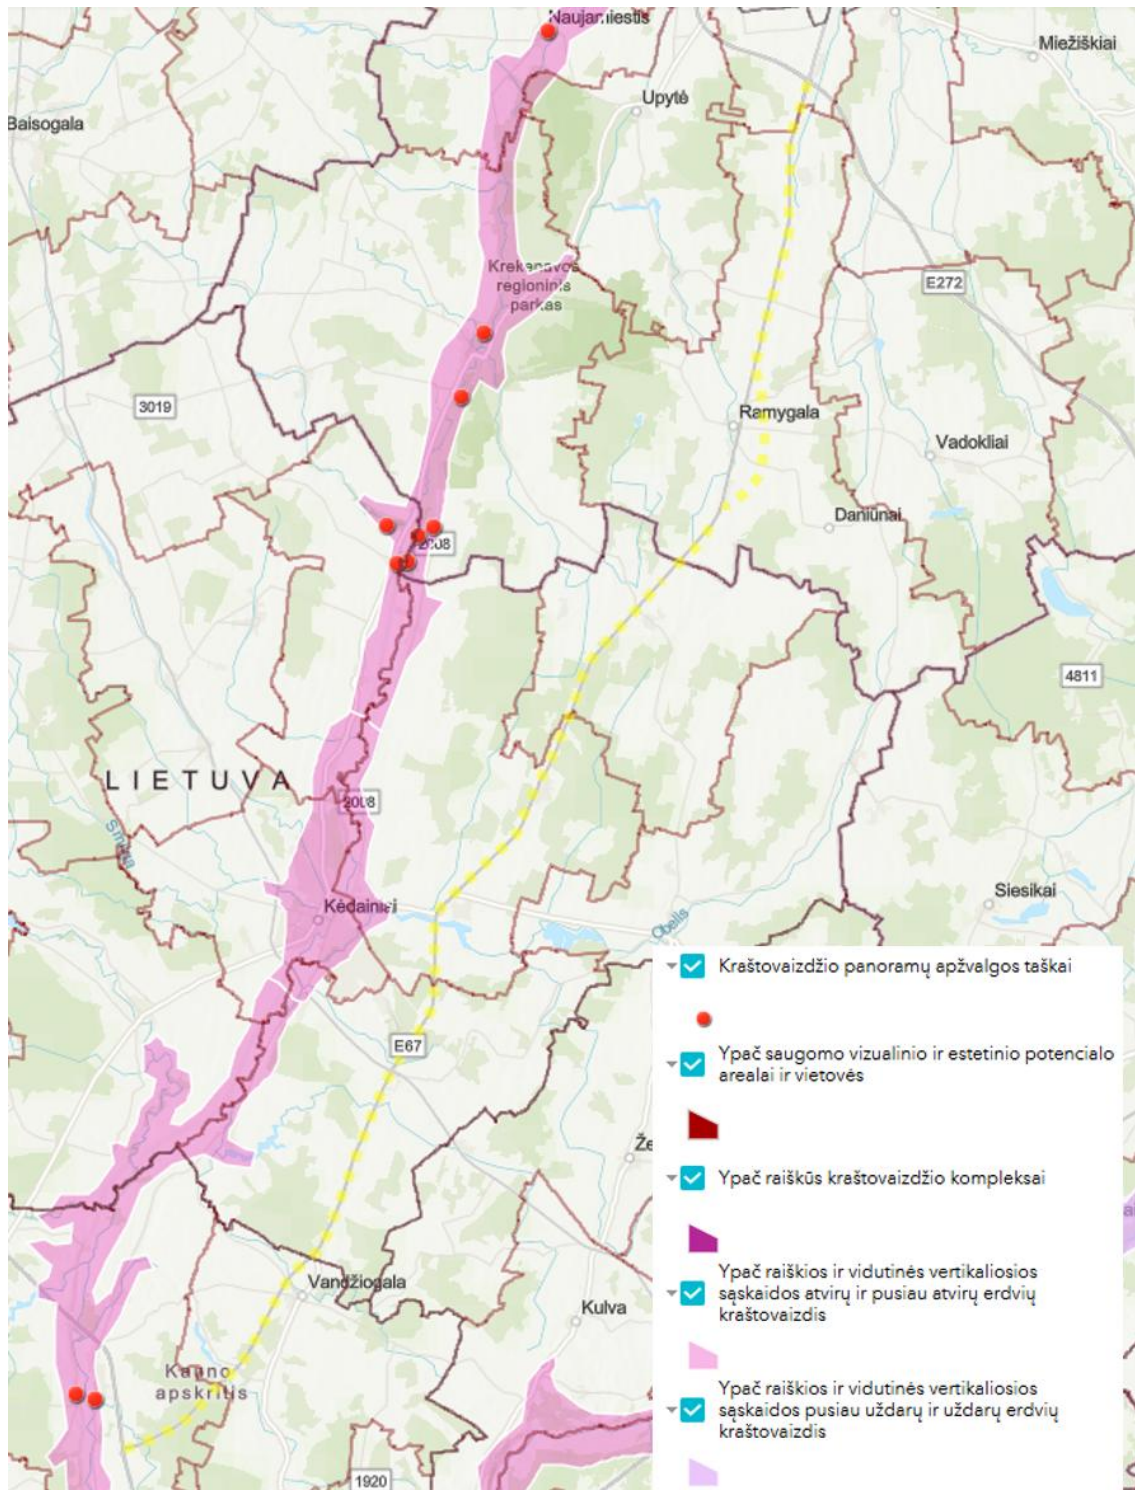 Naujamiestis
Miežiškiai
Upytė
Baisogala
Krekenavos
regioninis
parkas
E272
3019
Ramygala
Vadokliai
Daniūnai
2008
4811
LIETUVA
2008
Šmita
Siesikai
Kėdainiai
Obelis
E67
Vandžiogala
Kulva
Kauno
apskritis
1920
Kraštovaizdžio panoramų apžvalgos taškai
Ypač saugomo vizualinio ir estetinio potencialo
arealai ir vietovės
Ypač raiškūs kraštovaizdžio kompleksai
Ypač raiškios ir vidutinės vertikaliosios
sąskaidos atvirų ir pusiau atvirų erdvių
kraštovaizdis
Ypač raiškios ir vidutinės vertikaliosios
sąskaidos pusiau uždarų ir uždarų erdvių
kraštovaizdis